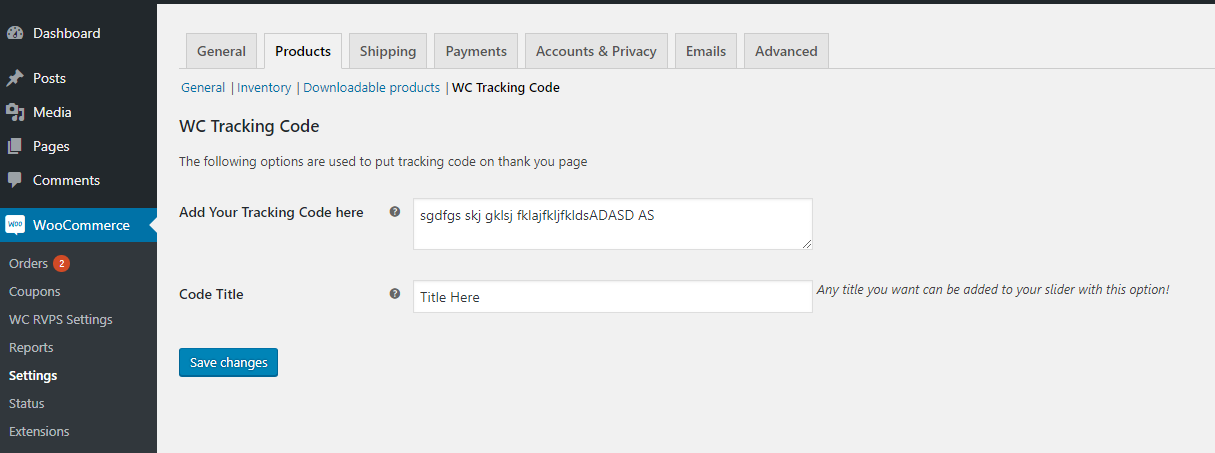 Dashboard
Posts
Media
Pages
Comments
WOO WooCommerce
Orders 2
Coupons
WC RVPS Settings
Reports
Settings
Status
Extensions
General Products Shipping Payments Accounts & Privacy Emails Advanced
General | Inventory | Downloadable products | WC Tracking Code
WC Tracking Code
The following options are used to put tracking code on thank you page
Add Your Tracking Code here ? sgdfgs skj gklsj fklajfkljfkldsADASD AS
Code Title ? Title Here Any title you want can be added to your slider with this option!
Save changes